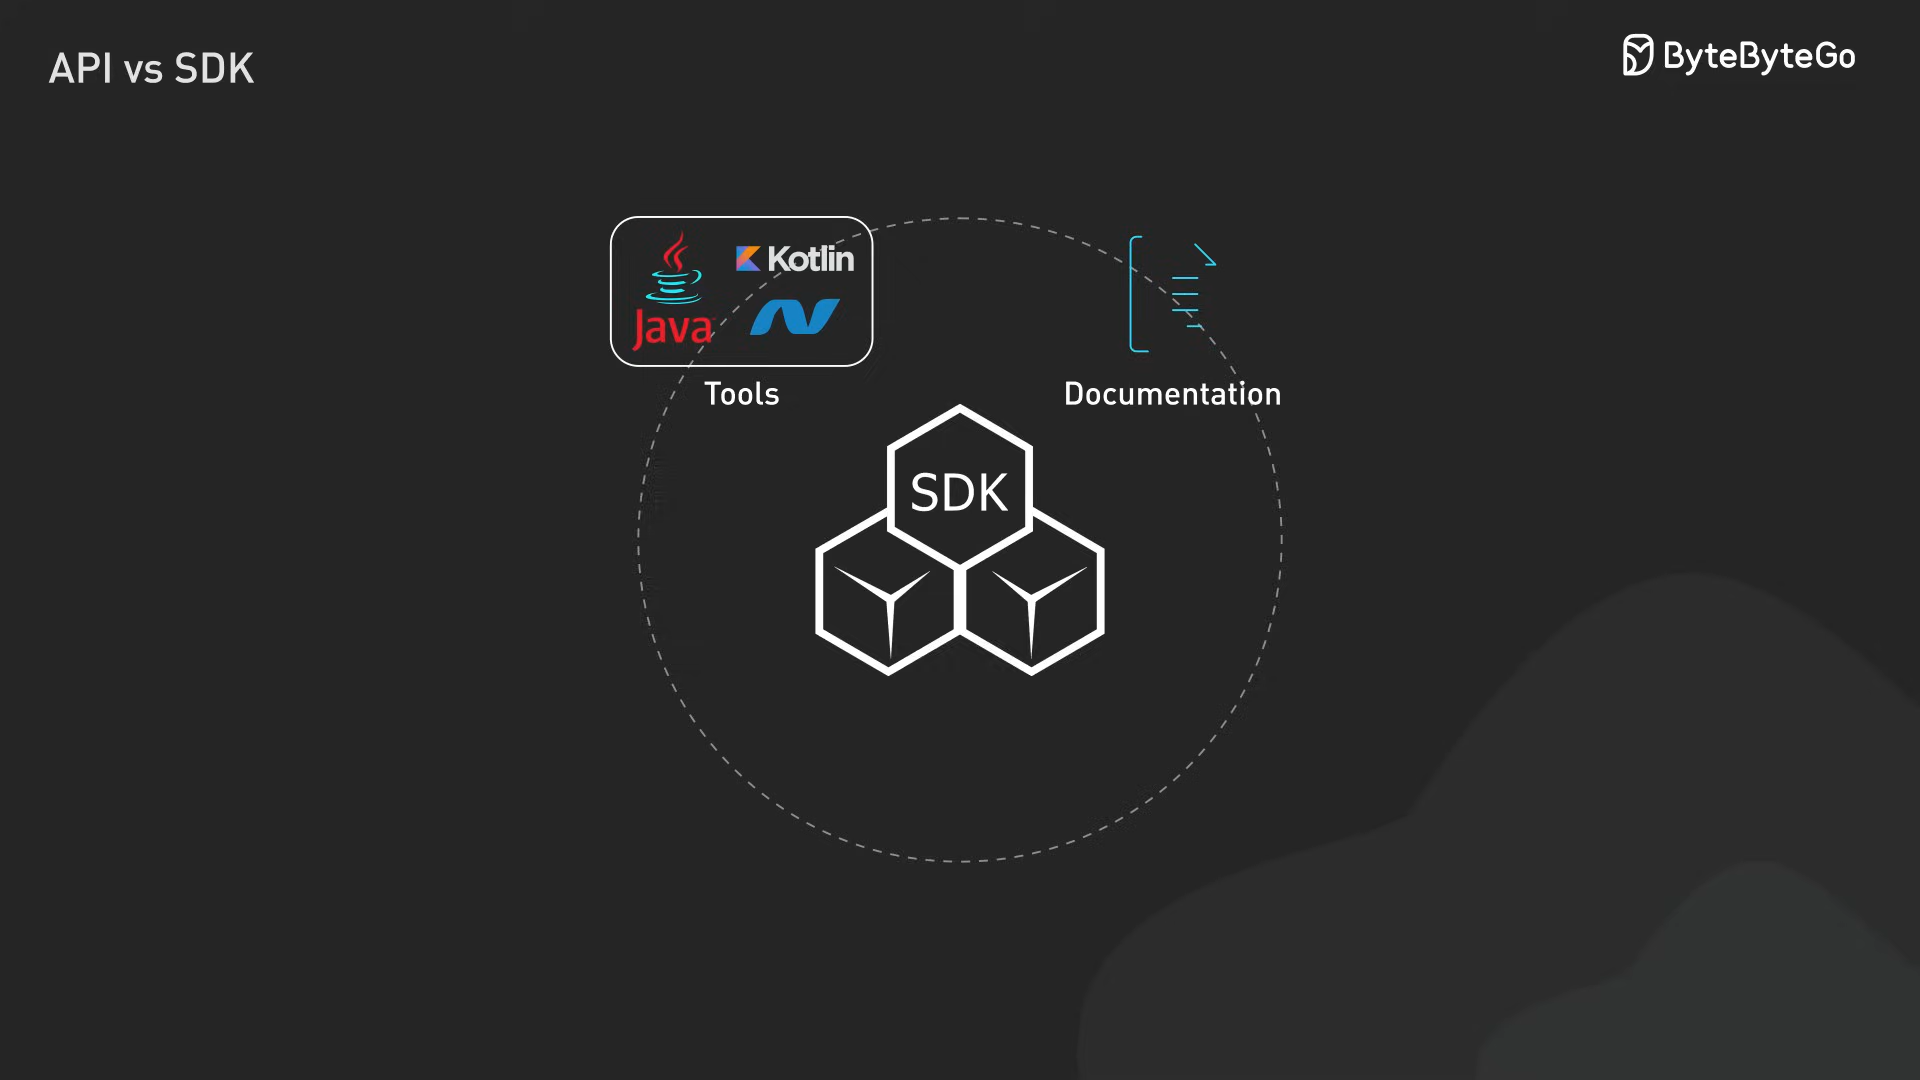 API vs SDK
ByteByteGo
Java
Kotlin
Tools
Documentation
SDK